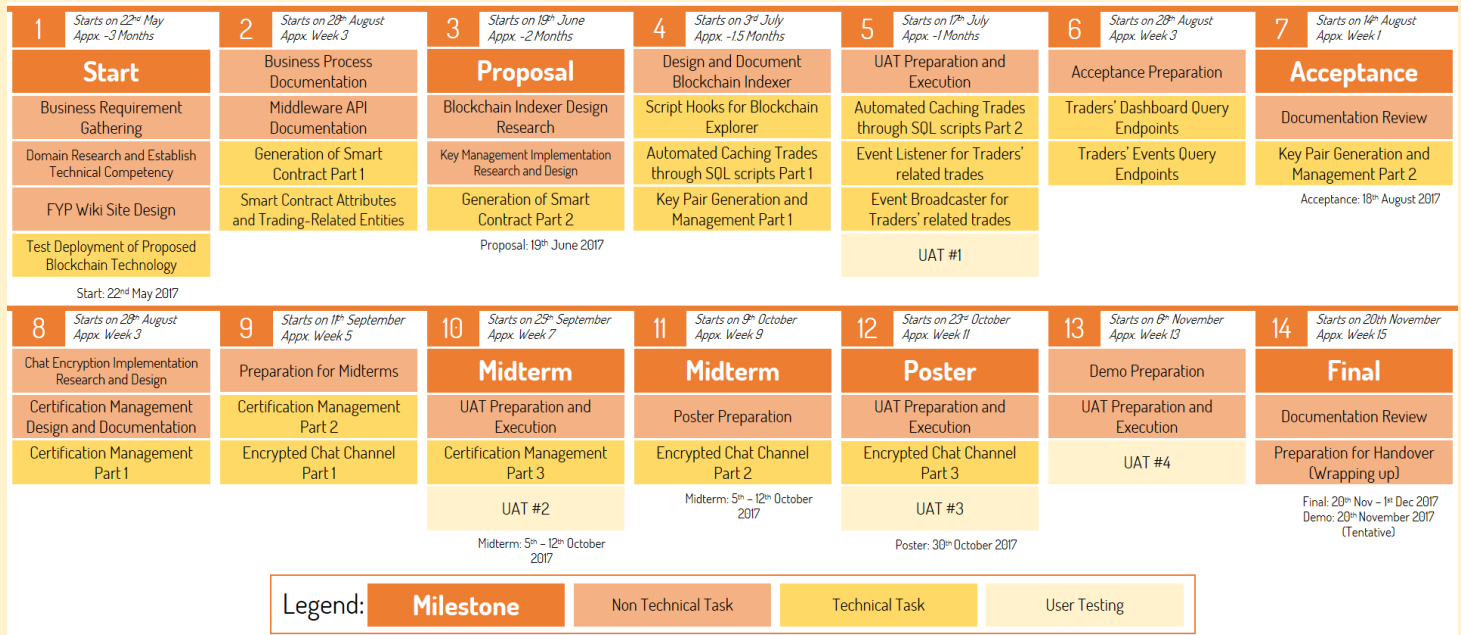 1
Starts on 22nd May
Appx. -3 Months
Start
Business Requirement
Gathering
Domain Research and Establish
Technical Competency
FYP Wiki Site Design
Test Deployment of Proposed
Blockchain Technology
Start: 22nd May 2017
2
Starts on 28th August
Appx. Week 3
Business Process
Documentation
Middleware API
Documentation
Generation of Smart
Contract Part 1
Smart Contract Attributes
and Trading-Related Entities
3
Starts on 19th June
Appx. -2 Months
Proposal
Blockchain Indexer Design
Research
Key Management Implementation
Research and Design
Generation of Smart
Contract Part 2
Proposal: 19th June 2017
4
Starts on 3rd July
Appx. -1.5 Months
Design and Document
Blockchain Indexer
Script Hooks for Blockchain
Explorer
Automated Caching Trades
through SQL scripts Part 1
Key Pair Generation and
Management Part 1
5
Starts on 17th July
Appx. -1 Months
UAT Preparation and
Execution
Automated Caching Trades
through SQL scripts Part 2
Event Listener for Traders'
related trades
Event Broadcaster for
Traders' related trades
UAT #1
6
Starts on 28th August
Appx. Week 3
Acceptance Preparation
Traders' Dashboard Query
Endpoints
Traders' Events Query
Endpoints
7
Starts on 14th August
Appx. Week 1
Acceptance
Documentation Review
Key Pair Generation and
Management Part 2
Acceptance: 18th August 2017
8
Starts on 28th August
Appx. Week 3
Chat Encryption Implementation
Research and Design
Certification Management
Design and Documentation
Certification Management
Part 1
9
Starts on 11th September
Appx. Week 5
Preparation for Midterms
Certification Management
Part 2
Encrypted Chat Channel
Part 1
10
Starts on 25th September
Appx. Week 7
Midterm
UAT Preparation and
Execution
Certification Management
Part 3
UAT #2
Midterm: 5th – 12th October
2017
11
Starts on 9th October
Appx. Week 9
Midterm
Poster Preparation
Encrypted Chat Channel
Part 2
Midterm: 5th – 12th October
2017
12
Starts on 23rd October
Appx. Week 11
Poster
UAT Preparation and
Execution
Encrypted Chat Channel
Part 3
UAT #3
Poster: 30th October 2017
13
Starts on 6th November
Appx. Week 13
Demo Preparation
UAT Preparation and
Execution
UAT #4
14
Starts on 20th November
Appx. Week 15
Final
Documentation Review
Preparation for Handover
(Wrapping up)
Final: 20th Nov – 1st Dec 2017
Demo: 20th November 2017
(Tentative)
Legend:
Milestone
Non Technical Task
Technical Task
User Testing